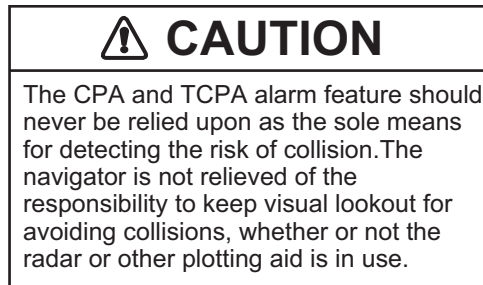 CAUTION
The CPA and TCPA alarm feature should
never be relied upon as the sole means
for detecting the risk of collision.The
navigator is not relieved of the
responsibility to keep visual lookout for
avoiding collisions, whether or not the
radar or other plotting aid is in use.